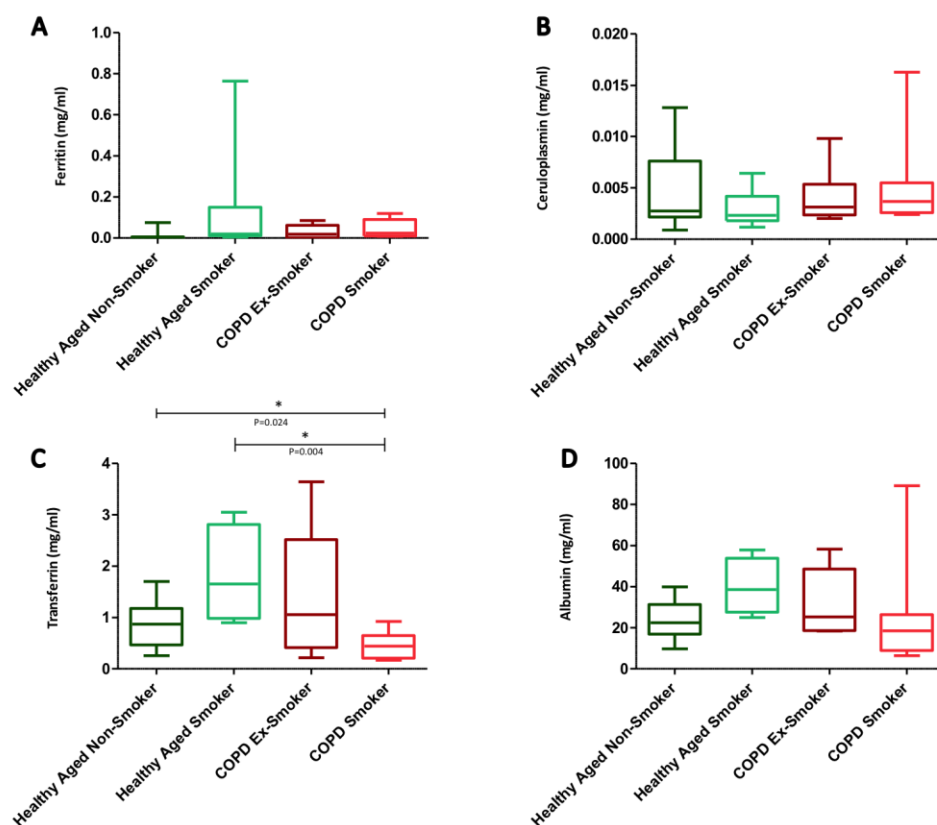 A
Ferritin (mg/ml)
1.0
0.8
0.6
0.4
0.2
0.0
Healthy Aged Non-Smoker
Healthy Aged Smoker
COPD Ex-Smoker
COPD Smoker
B
Ceruloplasmin (mg/ml)
0.020
0.015
0.010
0.005
0.000
Healthy Aged Non-Smoker
Healthy Aged Smoker
COPD Ex-Smoker
COPD Smoker
*
P=0.024
*
P=0.004
C
Transferrin (mg/ml)
4
3
2
1
0
Healthy Aged Non-Smoker
Healthy Aged Smoker
COPD Ex-Smoker
COPD Smoker
D
Albumin (mg/ml)
100
80
60
40
20
0
Healthy Aged Non-Smoker
Healthy Aged Smoker
COPD Ex-Smoker
COPD Smoker